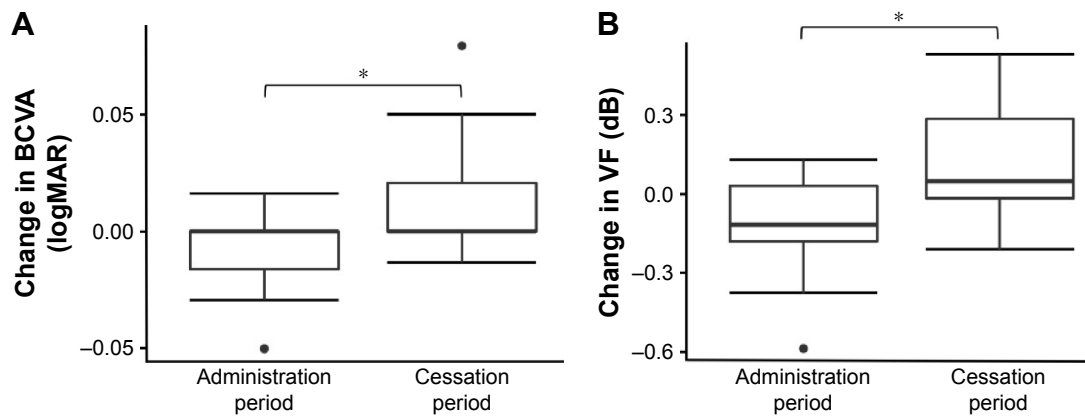 A
Change in BCVA
(logMAR)
0.05
0.00
–0.05
*
Administration
period
Cessation
period
B
Change in VF (dB)
0.3
0.0
–0.3
–0.6
*
Administration
period
Cessation
period